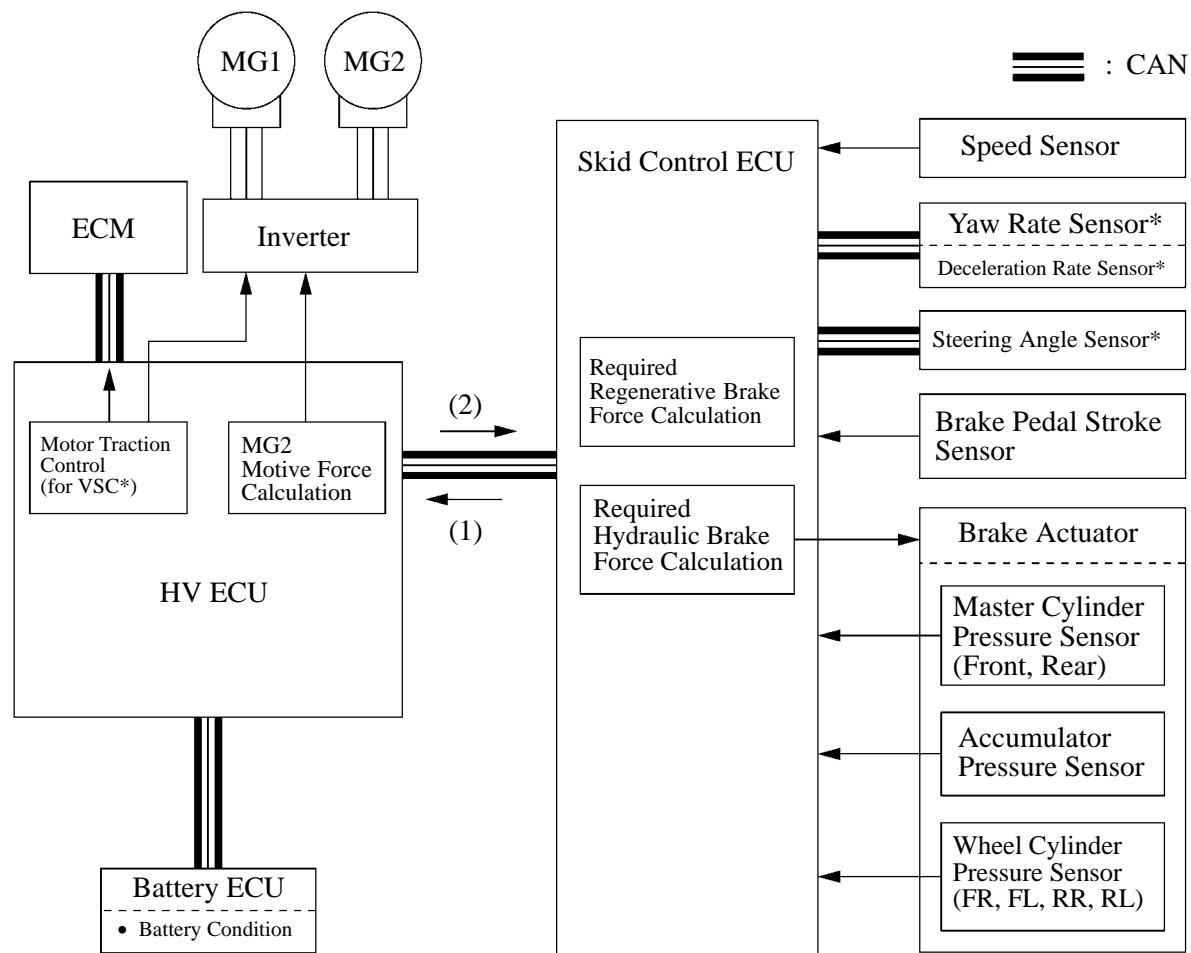 MG1
MG2
: CAN
Skid Control ECU
Speed Sensor
ECM
Inverter
Yaw Rate Sensor*
Deceleration Rate Sensor*
Steering Angle Sensor*
Required
Regenerative Brake
Force Calculation
(2)
Motor Traction
Control
(for VSC*)
MG2
Motive Force
Calculation
Brake Pedal Stroke
Sensor
(1)
Required
Hydraulic Brake
Force Calculation
Brake Actuator
HV ECU
Master Cylinder
Pressure Sensor
(Front, Rear)
Accumulator
Pressure Sensor
Wheel Cylinder
Pressure Sensor
(FR, FL, RR, RL)
Battery ECU
• Battery Condition